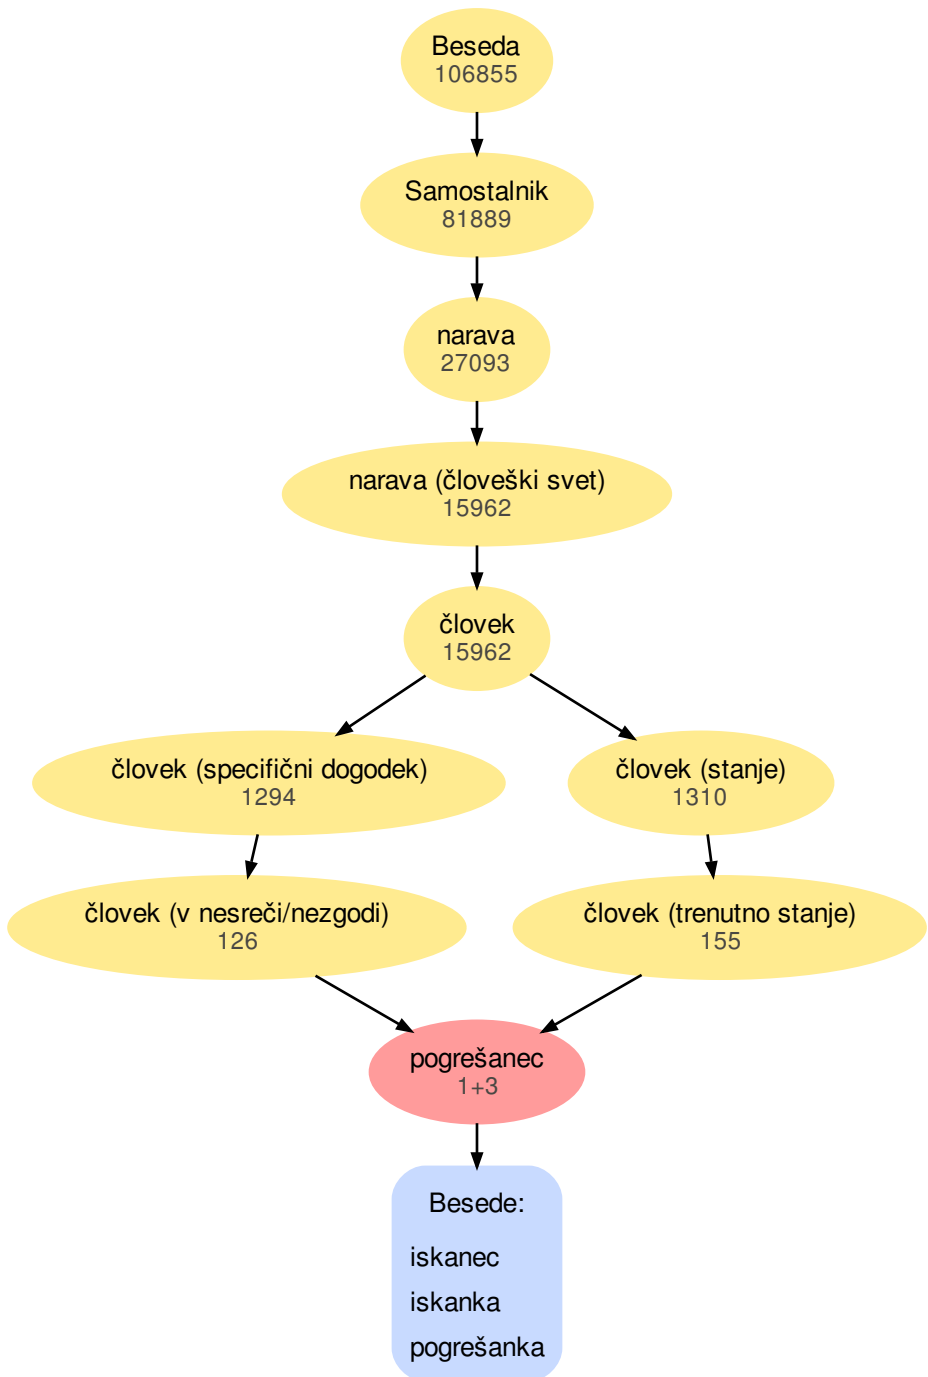 Beseda
106855
Samostalnik
81889
narava
27093
narava (človeški svet)
15962
človek
15962
človek (specifični dogodek)
1294
človek (stanje)
1310
človek (v nesreči/nezgodi)
126
človek (trenutno stanje)
155
pogrešanec
1+3
Besede:
iskanec
iskanka
pogrešanka